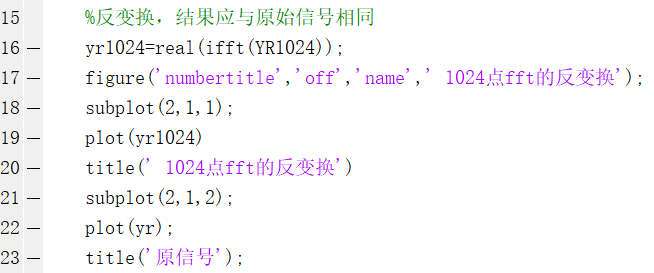 15 %反变换，结果应与原始信号相同
16 — yr1024=real(ifft(YR1024));
17 — figure('numbertitle','off','name',' 1024点fft的反变换');
18 — subplot(2,1,1);
19 — plot(yr1024)
20 — title(' 1024点fft的反变换')
21 — subplot(2,1,2);
22 — plot(yr);
23 — title('原信号');